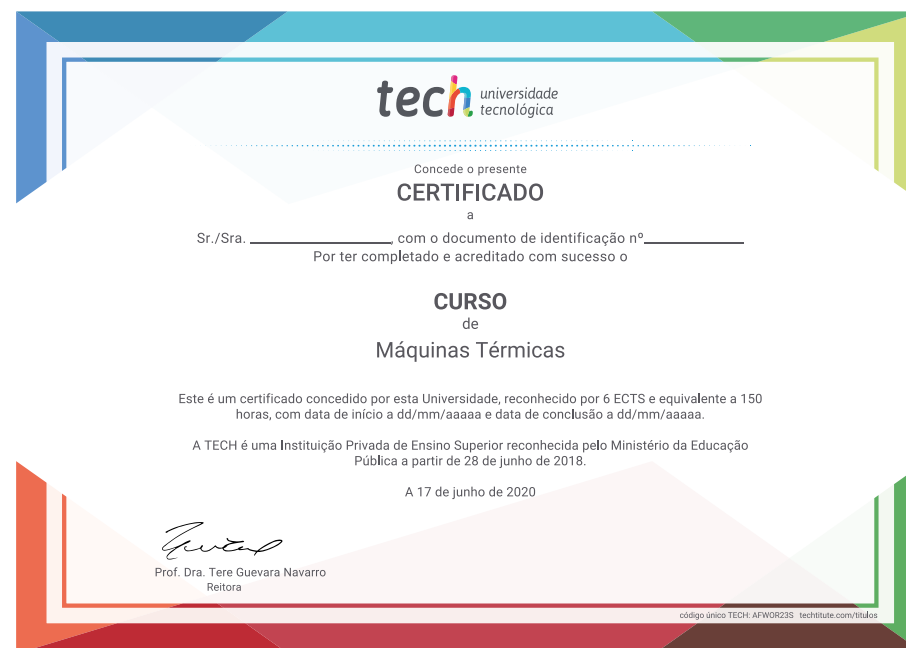 tech universidade
tecnológica
Concede o presente
CERTIFICADO
a
Sr./Sra. ____________________, com o documento de identificação nº______________
Por ter completado e acreditado com sucesso o
CURSO
de
Máquinas Térmicas
Este é um certificado concedido por esta Universidade, reconhecido por 6 ECTS e equivalente a 150
horas, com data de início a dd/mm/aaaaa e data de conclusão a dd/mm/aaaaa.
A TECH é uma Instituição Privada de Ensino Superior reconhecida pelo Ministério da Educação
Pública a partir de 28 de junho de 2018.
A 17 de junho de 2020
Prof. Dra. Tere Guevara Navarro
Reitora
código único TECH: AFWOR23S techtitute.com/titulos